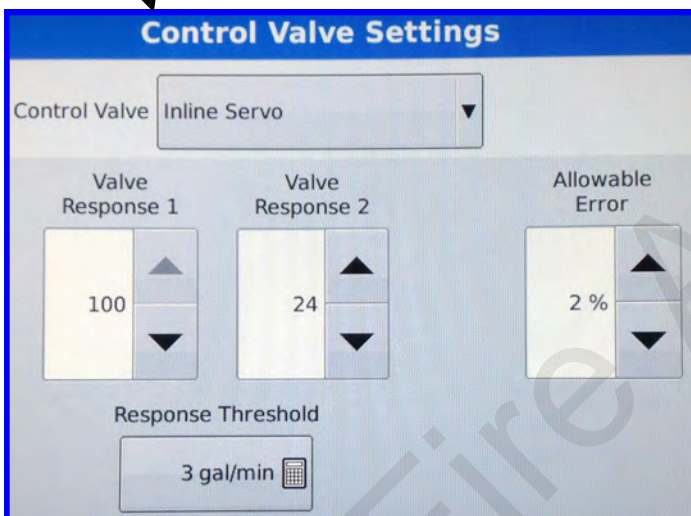 Control Valve Settings
Control Valve Inline Servo
Valve Response 1
Valve Response 2
Allowable Error
100
24
2 %
Response Threshold
3 gal/min
Fire A